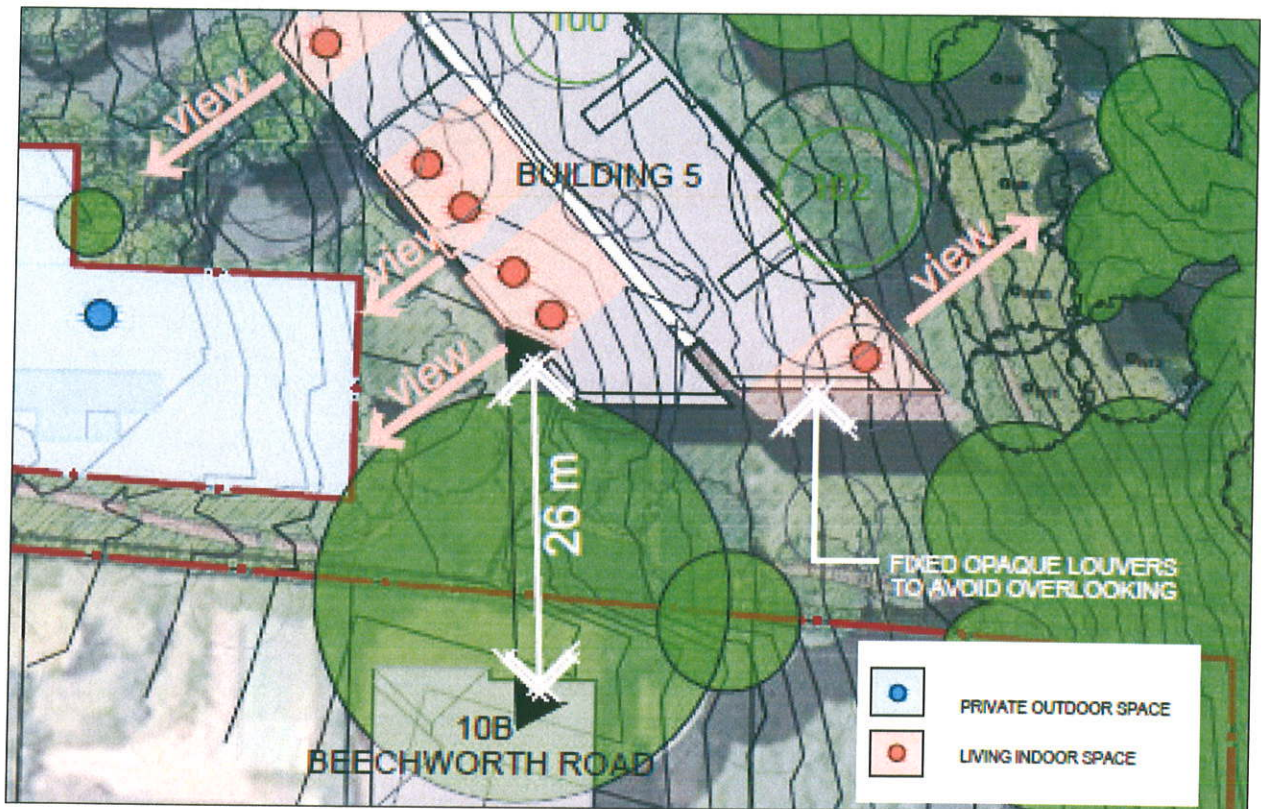 100
view
BUILDING 5
102
view
view
view
26 m
FIXED OPAQUE LOUVERS
TO AVOID OVERLOOKING
10B
BEECHWORTH ROAD
PRIVATE OUTDOOR SPACE
LIVING INDOOR SPACE